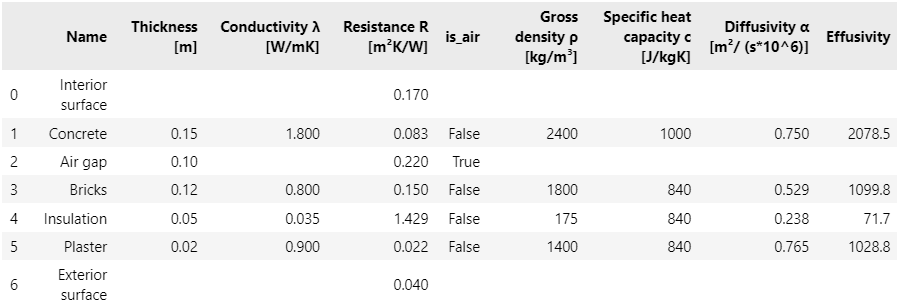 Name Thickness [m] Conductivity λ [W/mK] Resistance R [m²K/W] is_air Gross density ρ [kg/m³] Specific heat capacity c [J/kgK] Diffusivity α [m²/ (s*10^6)] Effusivity
0 Interior surface 0.170
1 Concrete 0.15 1.800 0.083 False 2400 1000 0.750 2078.5
2 Air gap 0.10 0.220 True
3 Bricks 0.12 0.800 0.150 False 1800 840 0.529 1099.8
4 Insulation 0.05 0.035 1.429 False 175 840 0.238 71.7
5 Plaster 0.02 0.900 0.022 False 1400 840 0.765 1028.8
6 Exterior surface 0.040